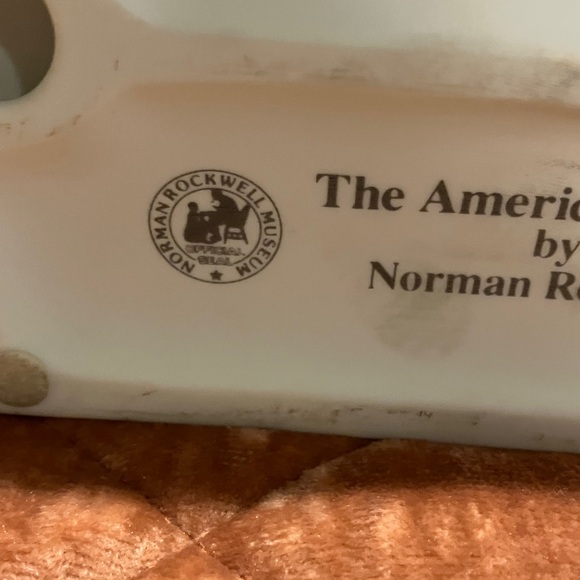 NORMAN ROCKWELL MUSEUM
OFFICIAL
SEAL
The Americ
by
Norman R